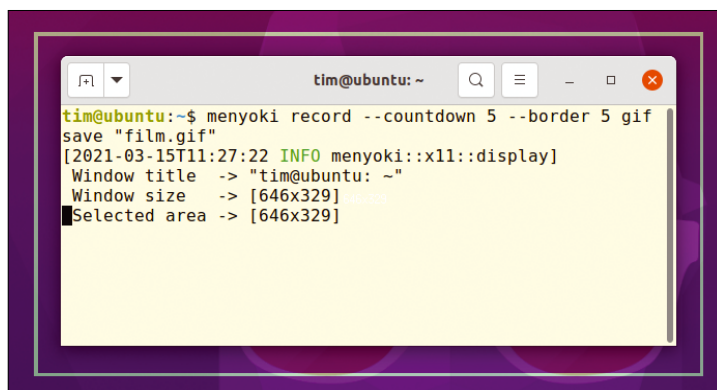 tim@ubuntu: ~
tim@ubuntu:~$ menyoki record --countdown 5 --border 5 gif
save "film.gif"
[2021-03-15T11:27:22 INFO menyoki::x11::display]
 Window title  -> "tim@ubuntu: ~"
 Window size   -> [646x329]
 Selected area -> [646x329]